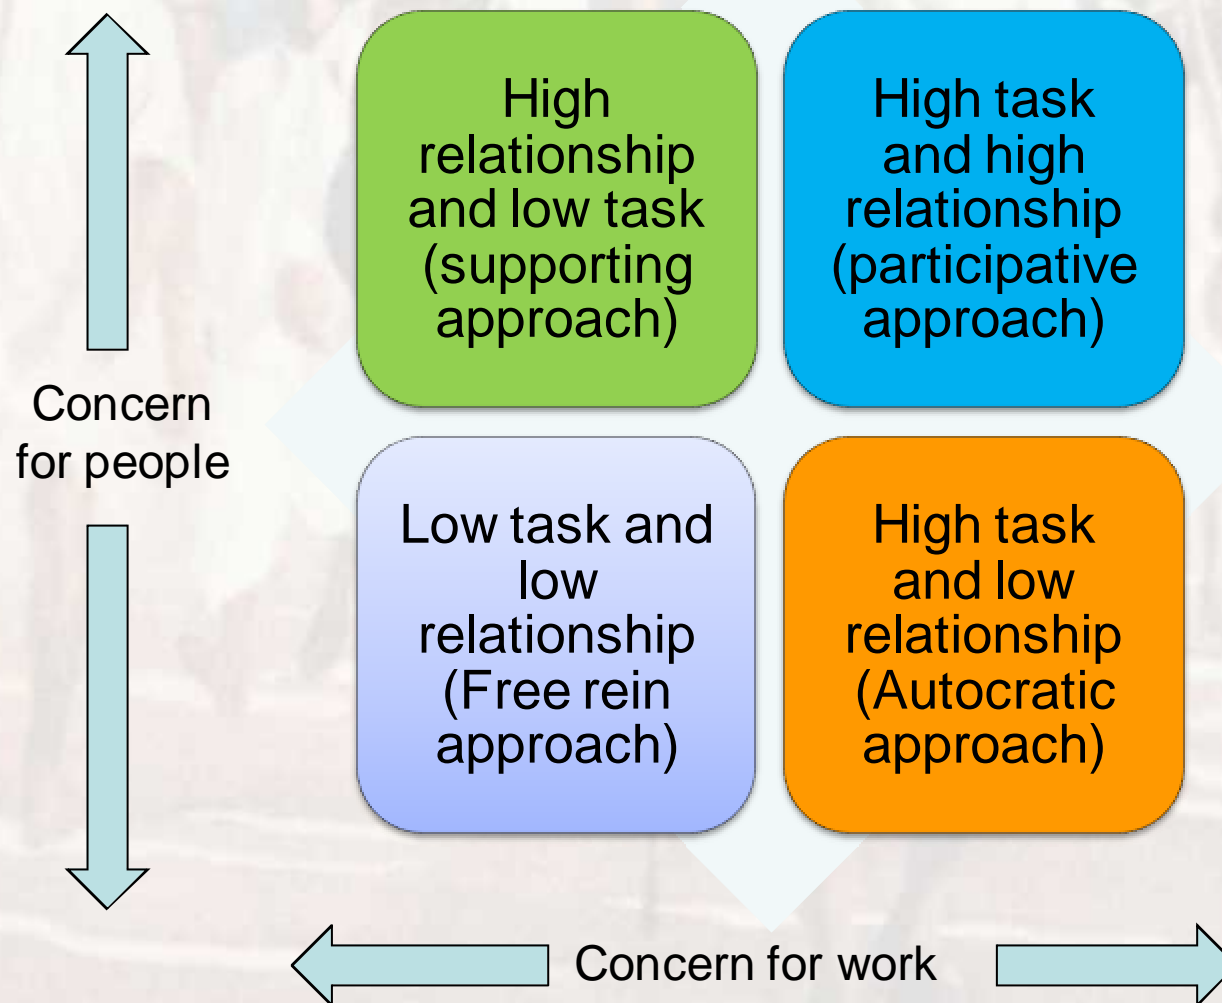 High
relationship
and low task
(supporting
approach)
High task
and high
relationship
(participative
approach)
Concern
for people
Low task and
low
relationship
(Free rein
approach)
High task
and low
relationship
(Autocratic
approach)
Concern for work